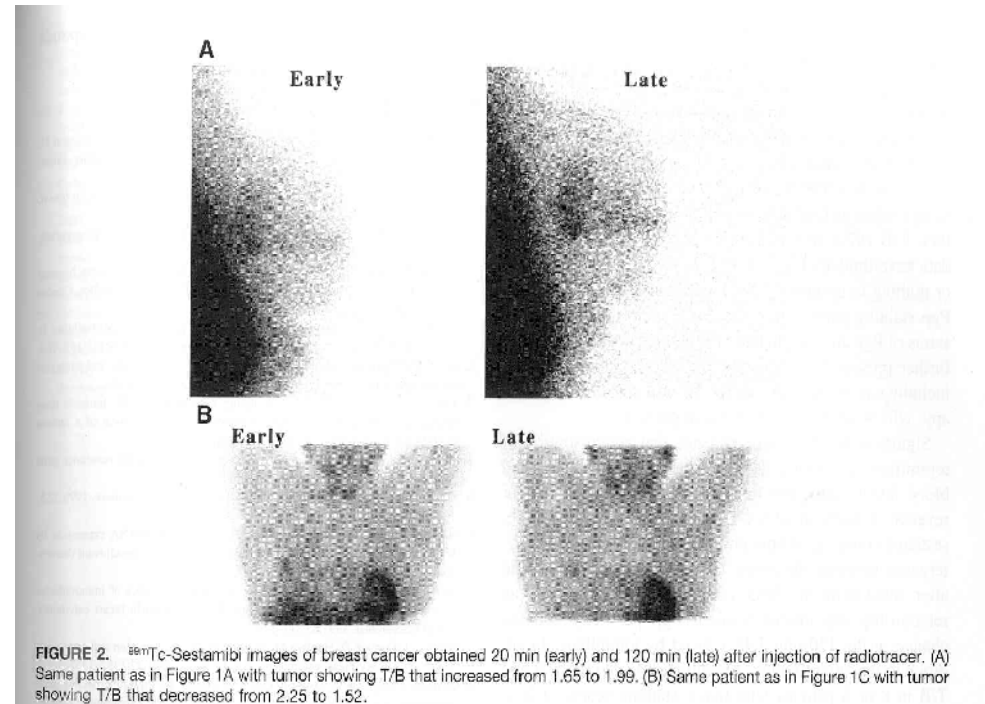 A
Early
Late
B
Early
Late
FIGURE 2. ⁹⁹ᵐTc-Sestamibi images of breast cancer obtained 20 min (early) and 120 min (late) after injection of radiotracer. (A)
Same patient as in Figure 1A with tumor showing T/B that increased from 1.65 to 1.99. (B) Same patient as in Figure 1C with tumor
showing T/B that decreased from 2.25 to 1.52.